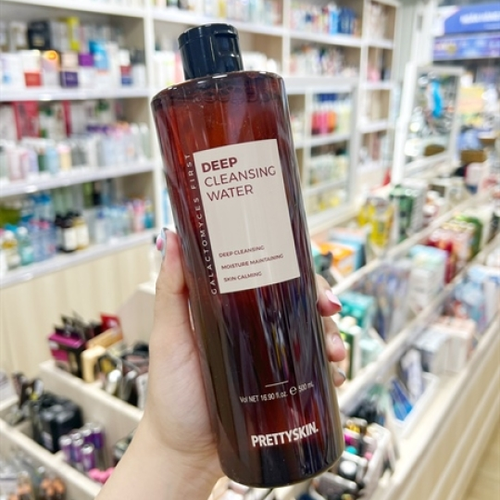 GALACTOMYCES FIRST
DEEP
CLEANSING
WATER
DEEP CLEANSING
MOISTURE MAINTAINING
SKIN CALMING
Vol NET 16.90 fl. oz. ℮ 500 mL
PRETTYSKIN.